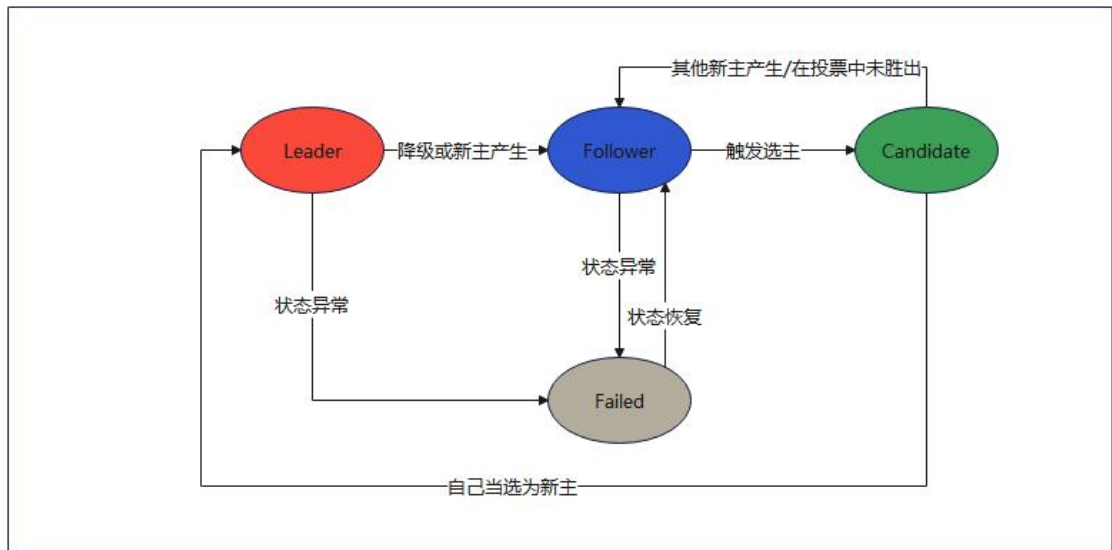 其他新主产生/在投票中未胜出
Leader
降级或新主产生
Follower
触发选主
Candidate
状态异常
状态异常
状态恢复
Failed
自己当选为新主